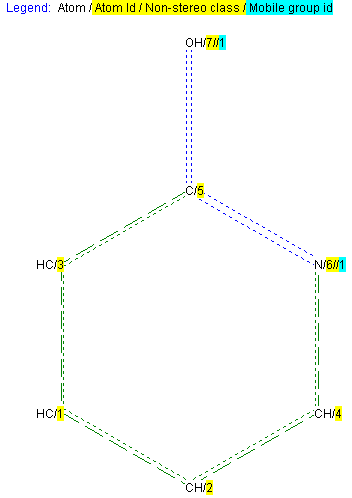 Legend: Atom / Atom Id / Non-stereo class / Mobile group id
OH/7//1
C/5
HC/3
N/6//1
HC/1
CH/4
CH/2